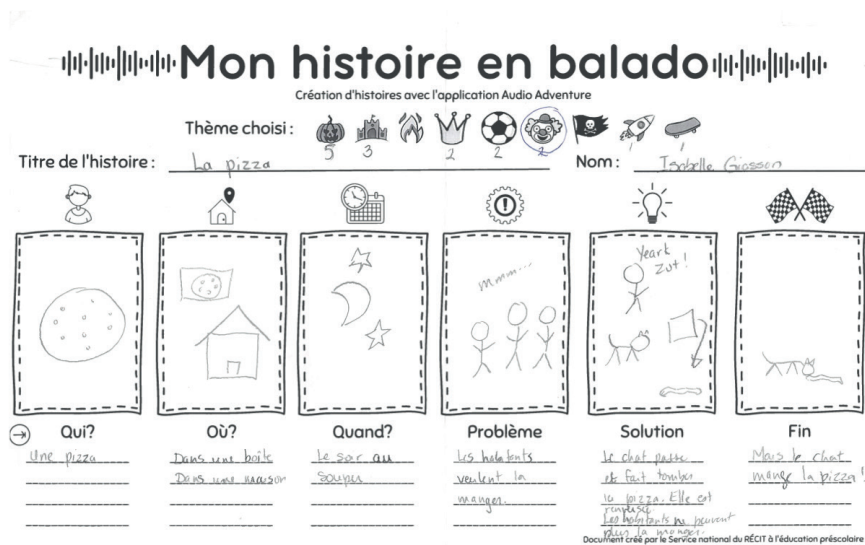 Mon histoire en balado
Création d'histoires avec l'application Audio Adventure
Thème choisi :
5 3 2 2 2
Titre de l'histoire : La pizza
Nom : Isabelle Giasson
mmm...
Yeark
Zut !
Qui?
Une pizza
Où?
Dans une boîte
Dans une maison
Quand?
Le soir au
souper
Problème
Les habitants
veulent la
manger.
Solution
Le chat passe
et fait tomber
la pizza. Elle est
renversé.
Les habitants ne peuvent
plus la manger.
Fin
Mais le chat
mange la pizza !
Document créé par le Service national du RÉCIT à l'éducation préscolaire